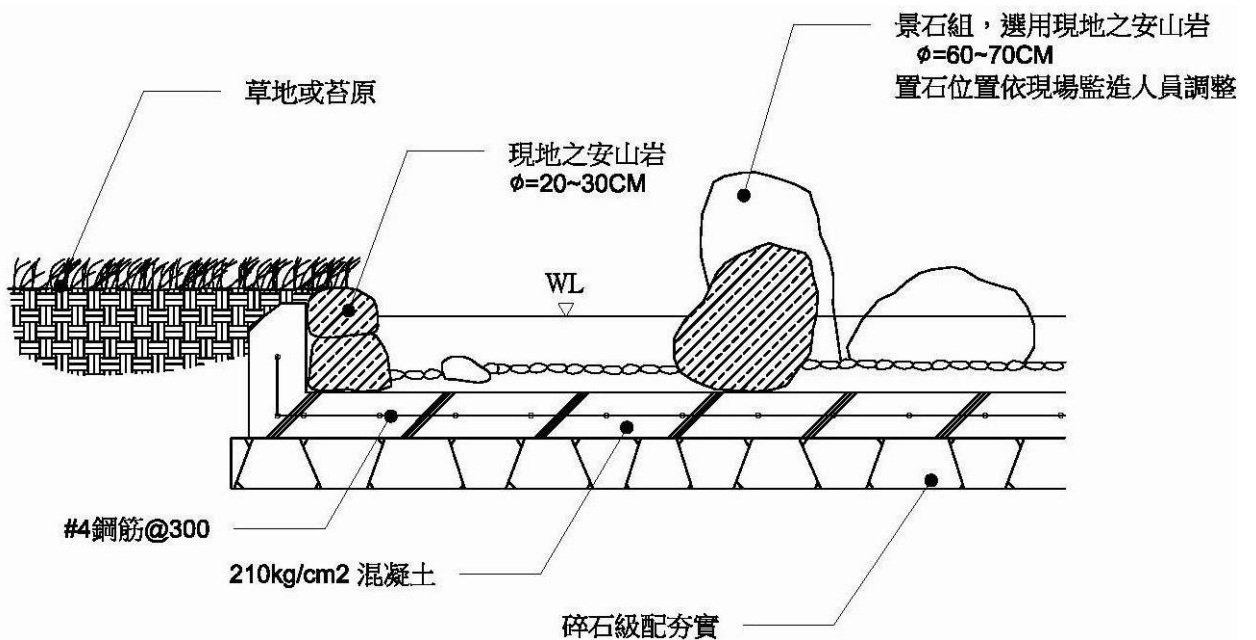 景石組，選用現地之安山岩
φ=60~70CM
置石位置依現場監造人員調整
草地或苔原
現地之安山岩
φ=20~30CM
WL
#4鋼筋@300
210kg/cm2 混凝土
碎石級配夯實